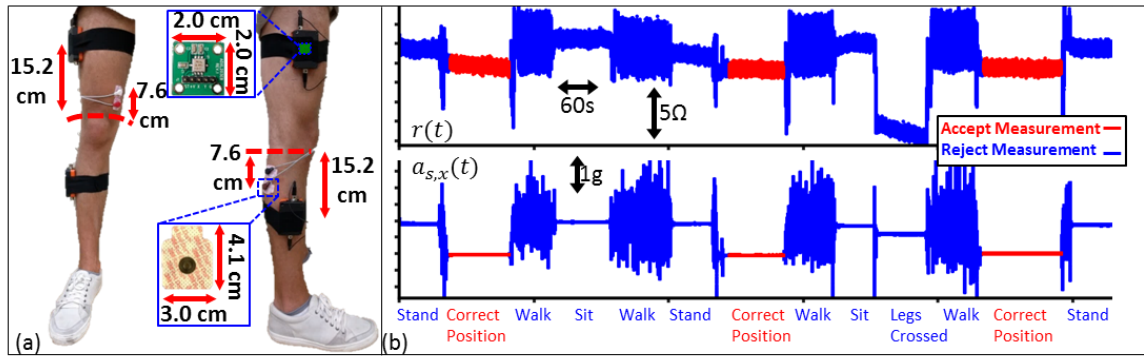 2.0 cm
2.0 cm
15.2
cm
7.6
cm
7.6
cm
15.2
cm
4.1 cm
3.0 cm
(a)
60s
5Ω
r(t)
Accept Measurement
Reject Measurement
a_{s,x}(t)
1g
Stand
Correct
Position
Walk
Sit
Walk
Stand
Correct
Position
Walk
Sit
Legs
Crossed
Walk
Correct
Position
Stand
(b)